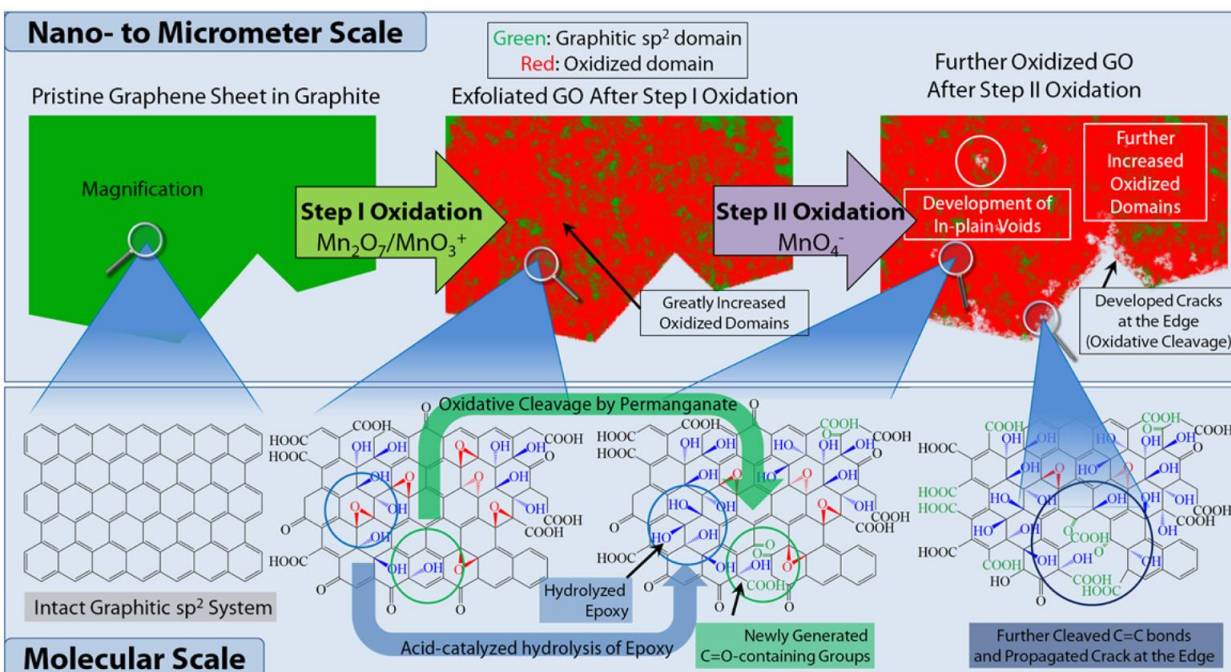 Nano- to Micrometer Scale
Green: Graphitic sp² domain
Red: Oxidized domain
Pristine Graphene Sheet in Graphite
Exfoliated GO After Step I Oxidation
Further Oxidized GO
After Step II Oxidation
Magnification
Step I Oxidation
Mn₂O₇/MnO₃⁺
Greatly Increased
Oxidized Domains
Step II Oxidation
MnO₄⁻
Development of
In-plain Voids
Further
Increased
Oxidized
Domains
Developed Cracks
at the Edge
(Oxidative Cleavage)
Oxidative Cleavage by Permanganate
Intact Graphitic sp² System
Hydrolyzed
Epoxy
Acid-catalyzed hydrolysis of Epoxy
Newly Generated
C=O-containing Groups
Further Cleaved C=C bonds
and Propagated Crack at the Edge
Molecular Scale
HOOC
COOH
OH
O
HO